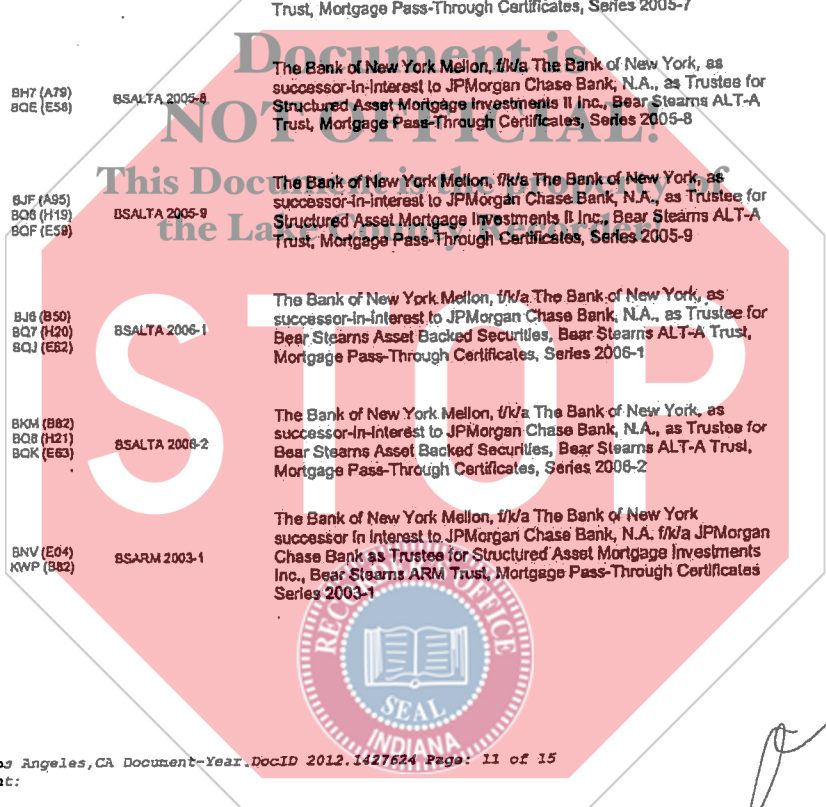 Trust, Mortgage Pass-Through Certificates, Series 2005-7
Document is
NOT OFFICIAL!
This Document is the property of
the Lake County Recorder!
STOP
BH7 (A79)
BQE (E58)
BSALTA 2005-8
The Bank of New York Mellon, f/k/a The Bank of New York, as
successor-in-interest to JPMorgan Chase Bank, N.A., as Trustee for
Structured Asset Mortgage Investments II Inc., Bear Stearns ALT-A
Trust, Mortgage Pass-Through Certificates, Series 2005-8
BJF (A95)
BQ6 (H19)
BQF (E59)
BSALTA 2005-9
The Bank of New York Mellon, f/k/a The Bank of New York, as
successor-in-interest to JPMorgan Chase Bank, N.A., as Trustee for
Structured Asset Mortgage Investments II Inc., Bear Stearns ALT-A
Trust, Mortgage Pass-Through Certificates, Series 2005-9
BJ6 (B50)
BQ7 (H20)
BQJ (E62)
BSALTA 2006-1
The Bank of New York Mellon, f/k/a The Bank of New York, as
successor-in-interest to JPMorgan Chase Bank, N.A., as Trustee for
Bear Stearns Asset Backed Securities, Bear Stearns ALT-A Trust,
Mortgage Pass-Through Certificates, Series 2006-1
BKM (B82)
BQ8 (H21)
BQK (E63)
BSALTA 2006-2
The Bank of New York Mellon, f/k/a The Bank of New York, as
successor-in-interest to JPMorgan Chase Bank, N.A., as Trustee for
Bear Stearns Asset Backed Securities, Bear Stearns ALT-A Trust,
Mortgage Pass-Through Certificates, Series 2006-2
BNV (E04)
KWP (B82)
BSARM 2003-1
The Bank of New York Mellon, f/k/a The Bank of New York
successor in interest to JPMorgan Chase Bank, N.A. f/k/a JPMorgan
Chase Bank as Trustee for Structured Asset Mortgage Investments
Inc., Bear Stearns ARM Trust, Mortgage Pass-Through Certificates
Series 2003-1
RECORDER'S OFFICE
SEAL
INDIANA
Angeles,CA Document-Year.DocID 2012.1427624 Page: 11 of 15